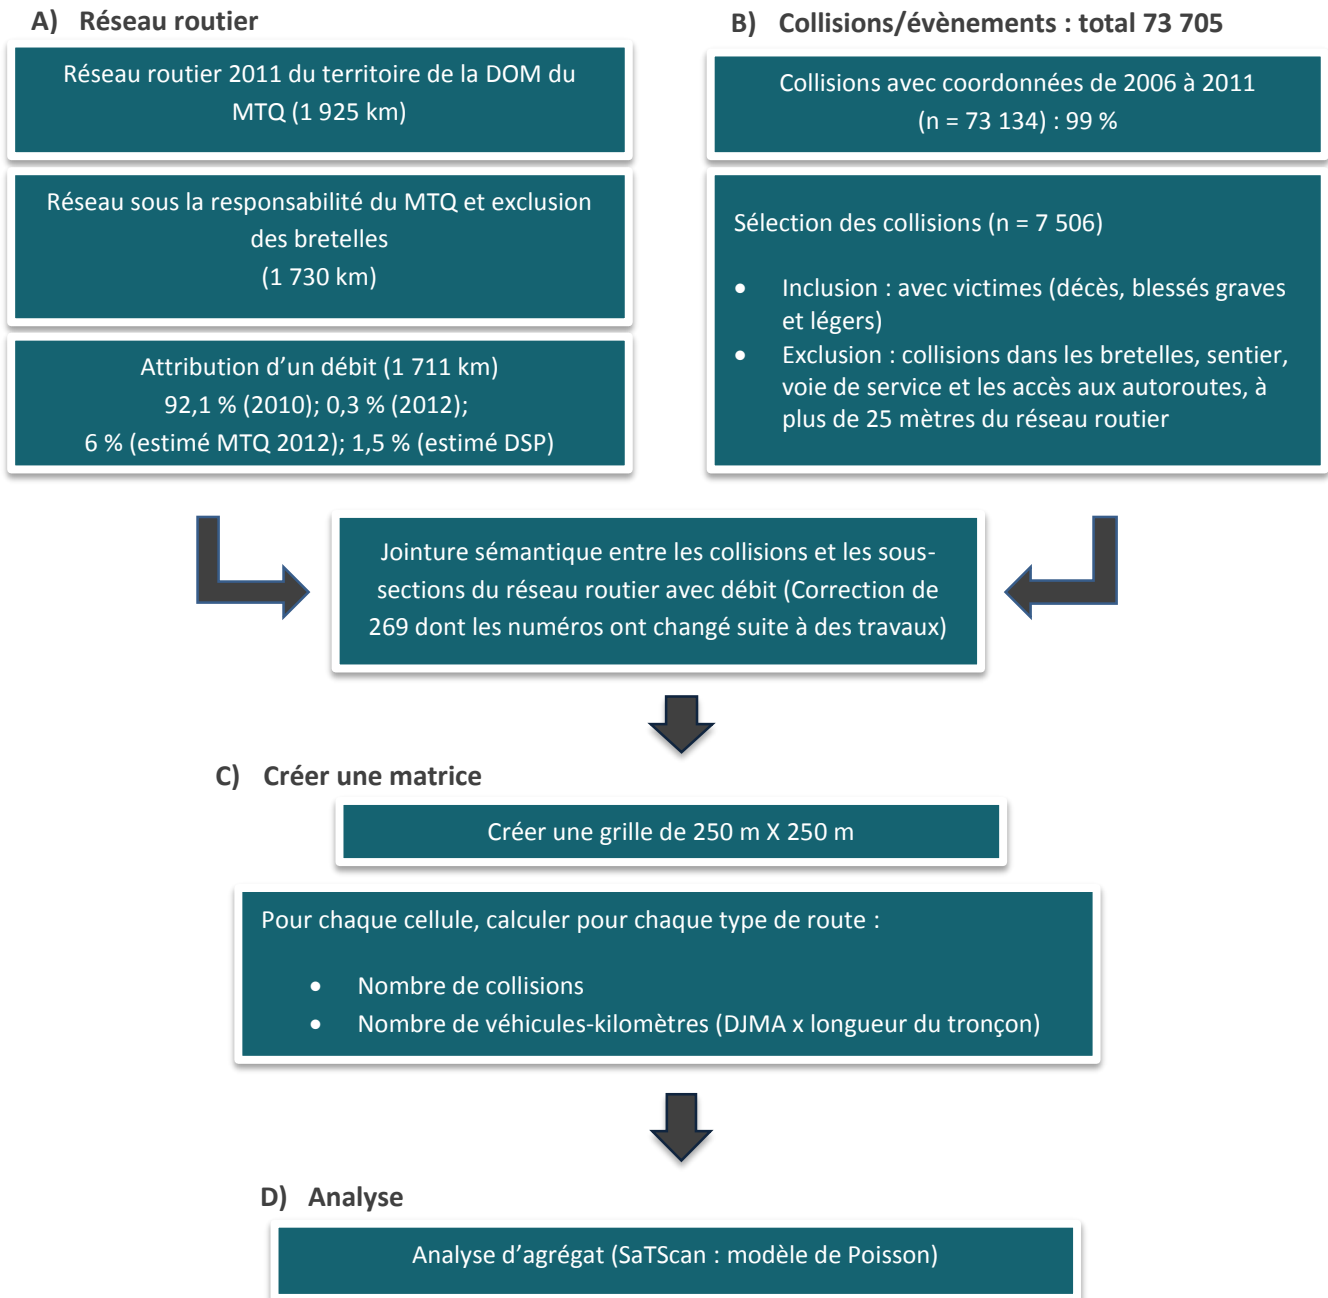 A) Réseau routier
Réseau routier 2011 du territoire de la DOM du
MTQ (1 925 km)
Réseau sous la responsabilité du MTQ et exclusion
des bretelles
(1 730 km)
Attribution d’un débit (1 711 km)
92,1 % (2010); 0,3 % (2012);
6 % (estimé MTQ 2012); 1,5 % (estimé DSP)
B) Collisions/évènements : total 73 705
Collisions avec coordonnées de 2006 à 2011
(n = 73 134) : 99 %
Sélection des collisions (n = 7 506)
• Inclusion : avec victimes (décès, blessés graves
et légers)
• Exclusion : collisions dans les bretelles, sentier,
voie de service et les accès aux autoroutes, à
plus de 25 mètres du réseau routier
Jointure sémantique entre les collisions et les sous-
sections du réseau routier avec débit (Correction de
269 dont les numéros ont changé suite à des travaux)
C) Créer une matrice
Créer une grille de 250 m X 250 m
Pour chaque cellule, calculer pour chaque type de route :
• Nombre de collisions
• Nombre de véhicules-kilomètres (DJMA x longueur du tronçon)
D) Analyse
Analyse d’agrégat (SaTScan : modèle de Poisson)